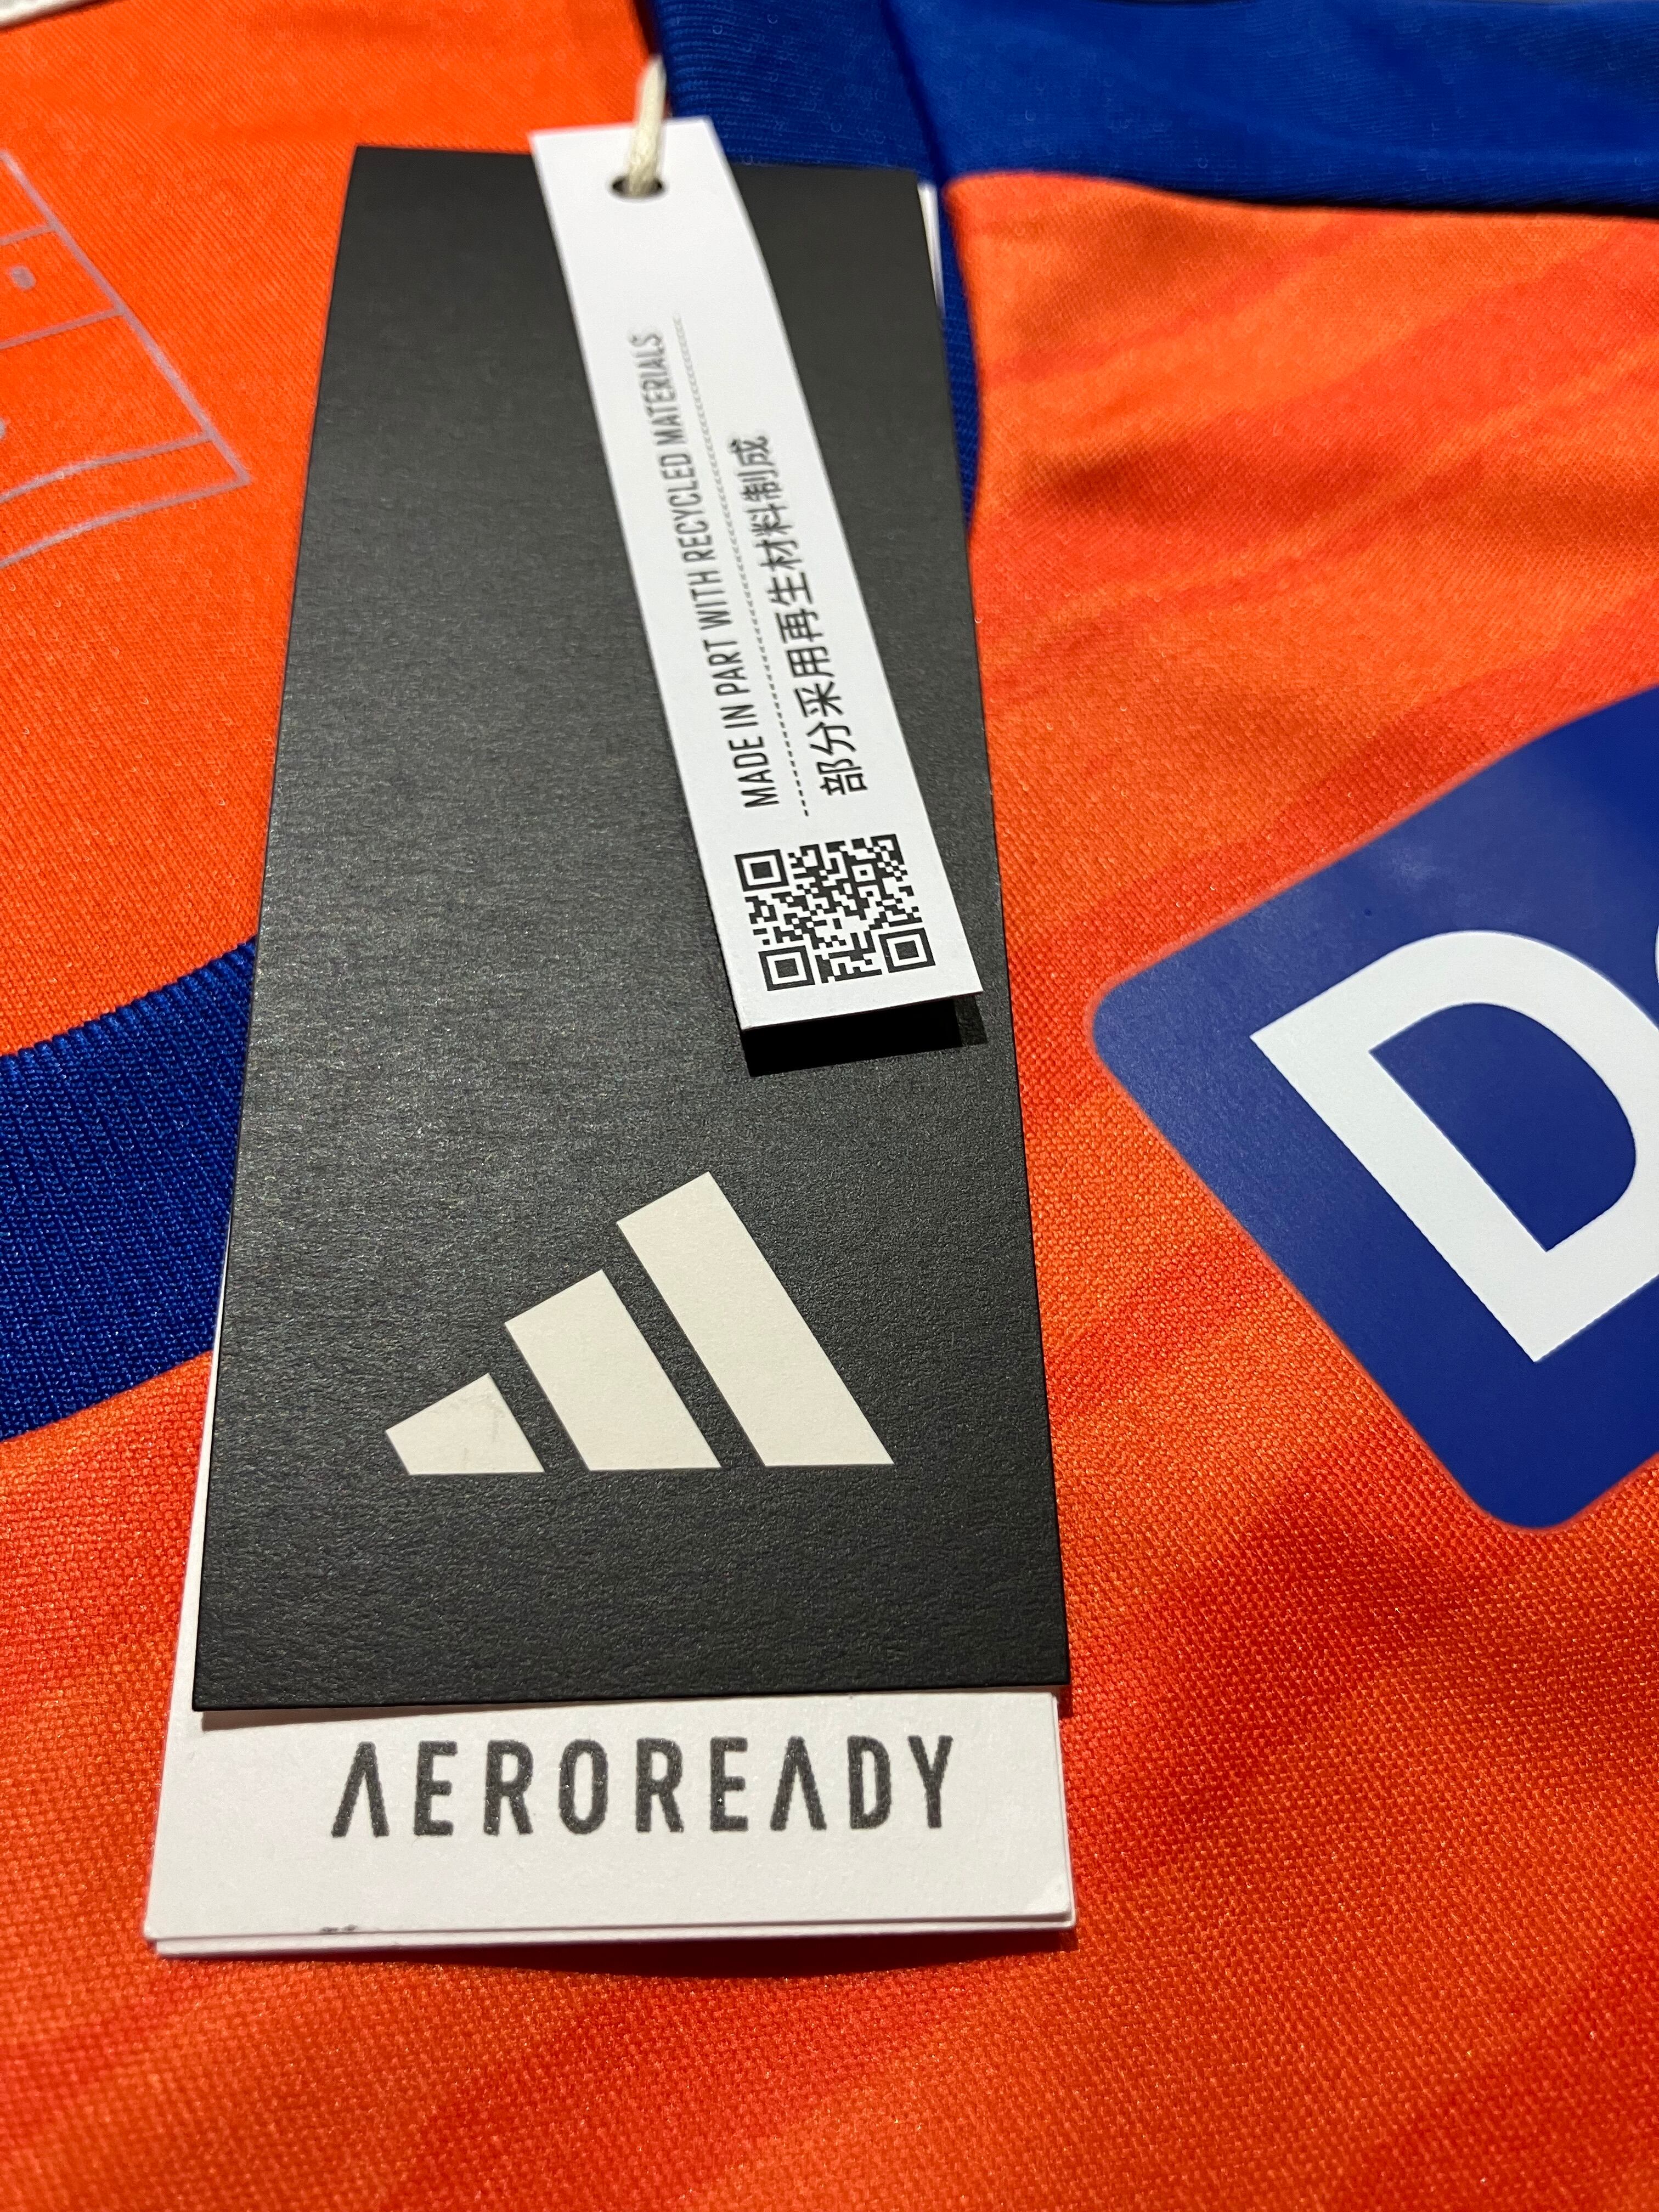 MADE IN PART WITH RECYCLED MATERIALS
部分采用再生材料制成
AEROREADY
D